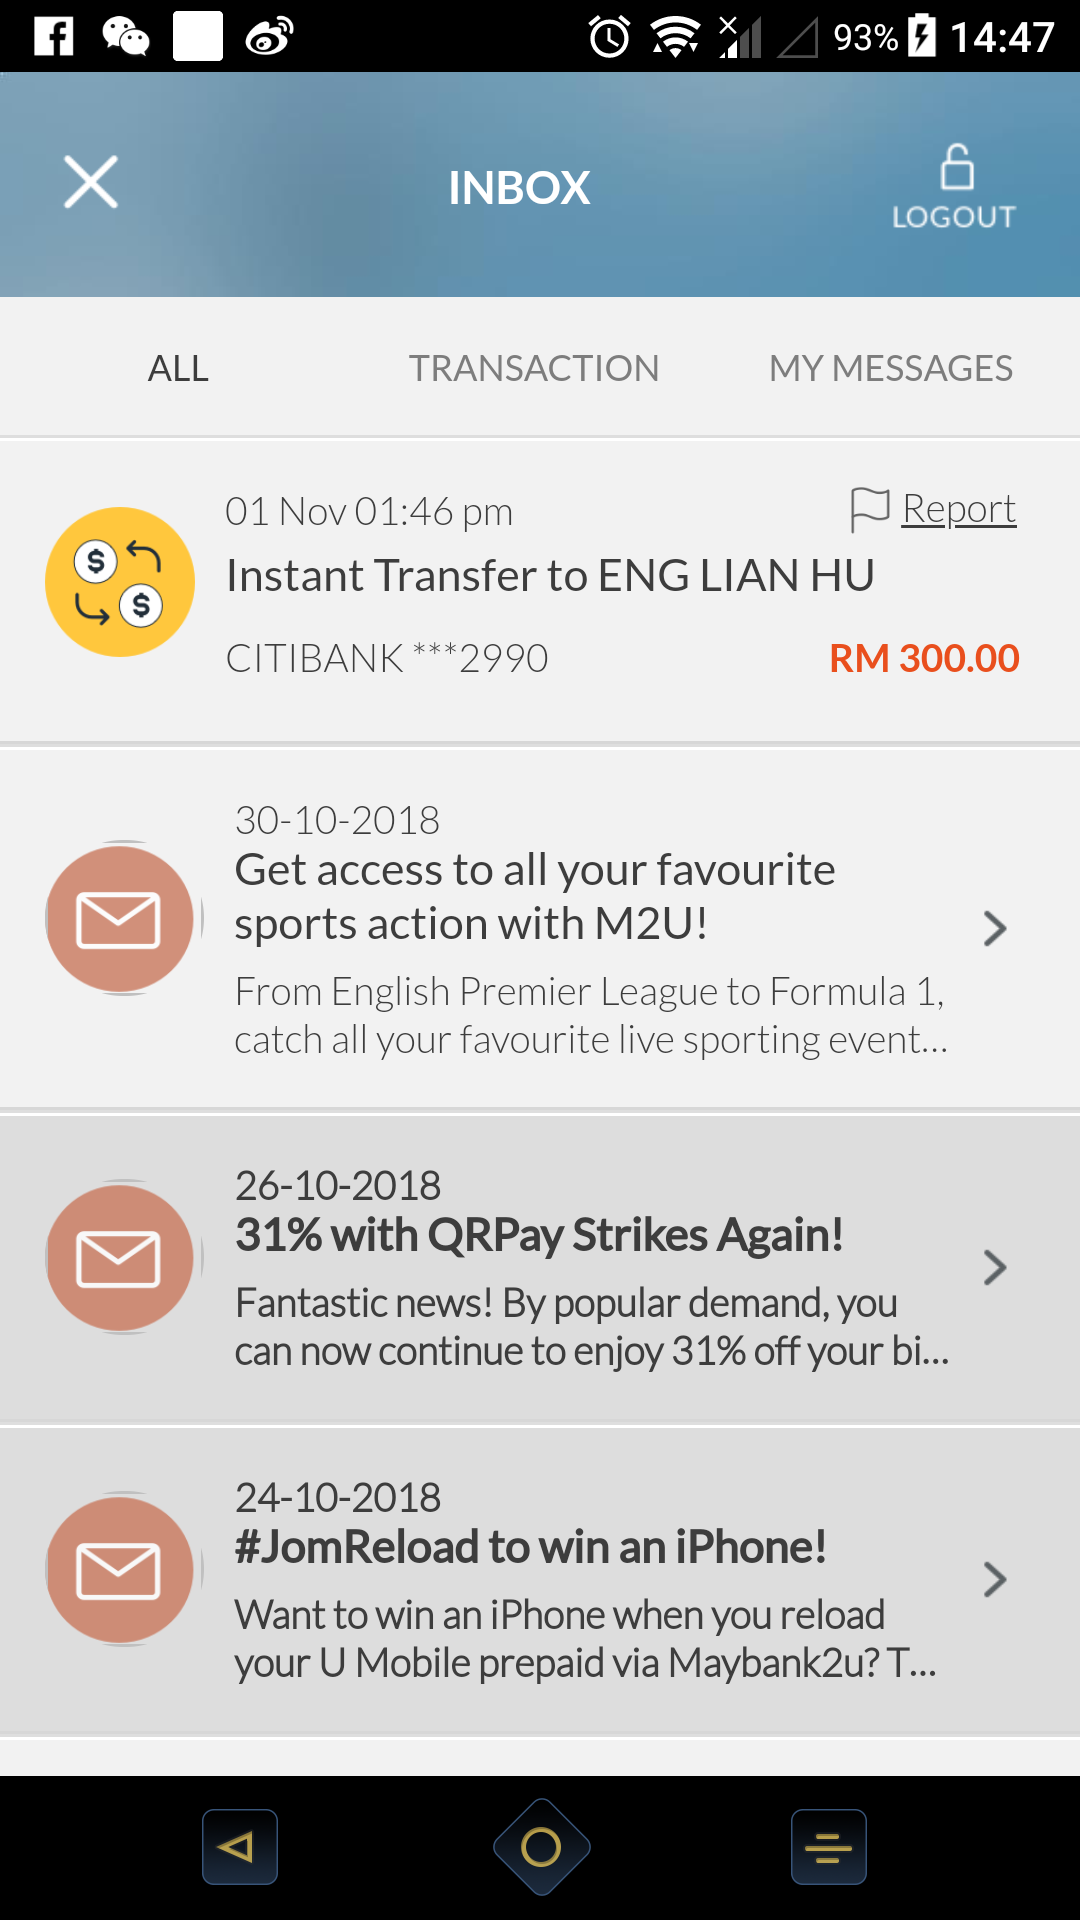 93% 14:47
INBOX
LOGOUT
ALL TRANSACTION MY MESSAGES
01 Nov 01:46 pm Report
Instant Transfer to ENG LIAN HU
CITIBANK ***2990 RM 300.00
30-10-2018
Get access to all your favourite
sports action with M2U!
From English Premier League to Formula 1,
catch all your favourite live sporting event...
26-10-2018
31% with QRPay Strikes Again!
Fantastic news! By popular demand, you
can now continue to enjoy 31% off your bi...
24-10-2018
#JomReload to win an iPhone!
Want to win an iPhone when you reload
your U Mobile prepaid via Maybank2u? T...